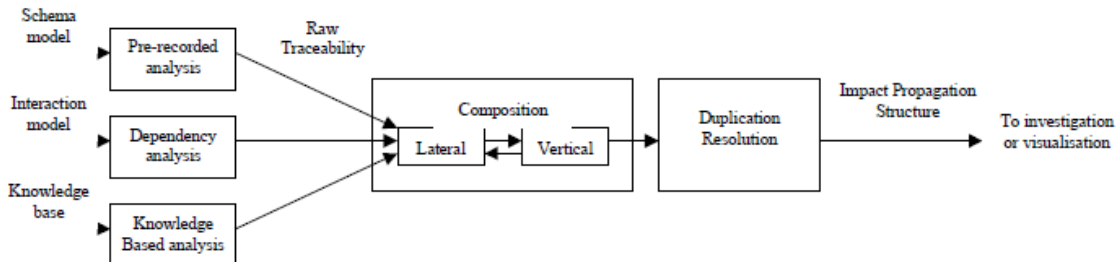 Schema
model
Pre-recorded
analysis
Raw
Traceability
Interaction
model
Dependency
analysis
Knowledge
base
Knowledge
Based analysis
Composition
Lateral
Vertical
Duplication
Resolution
Impact Propagation
Structure
To investigation
or visualisation